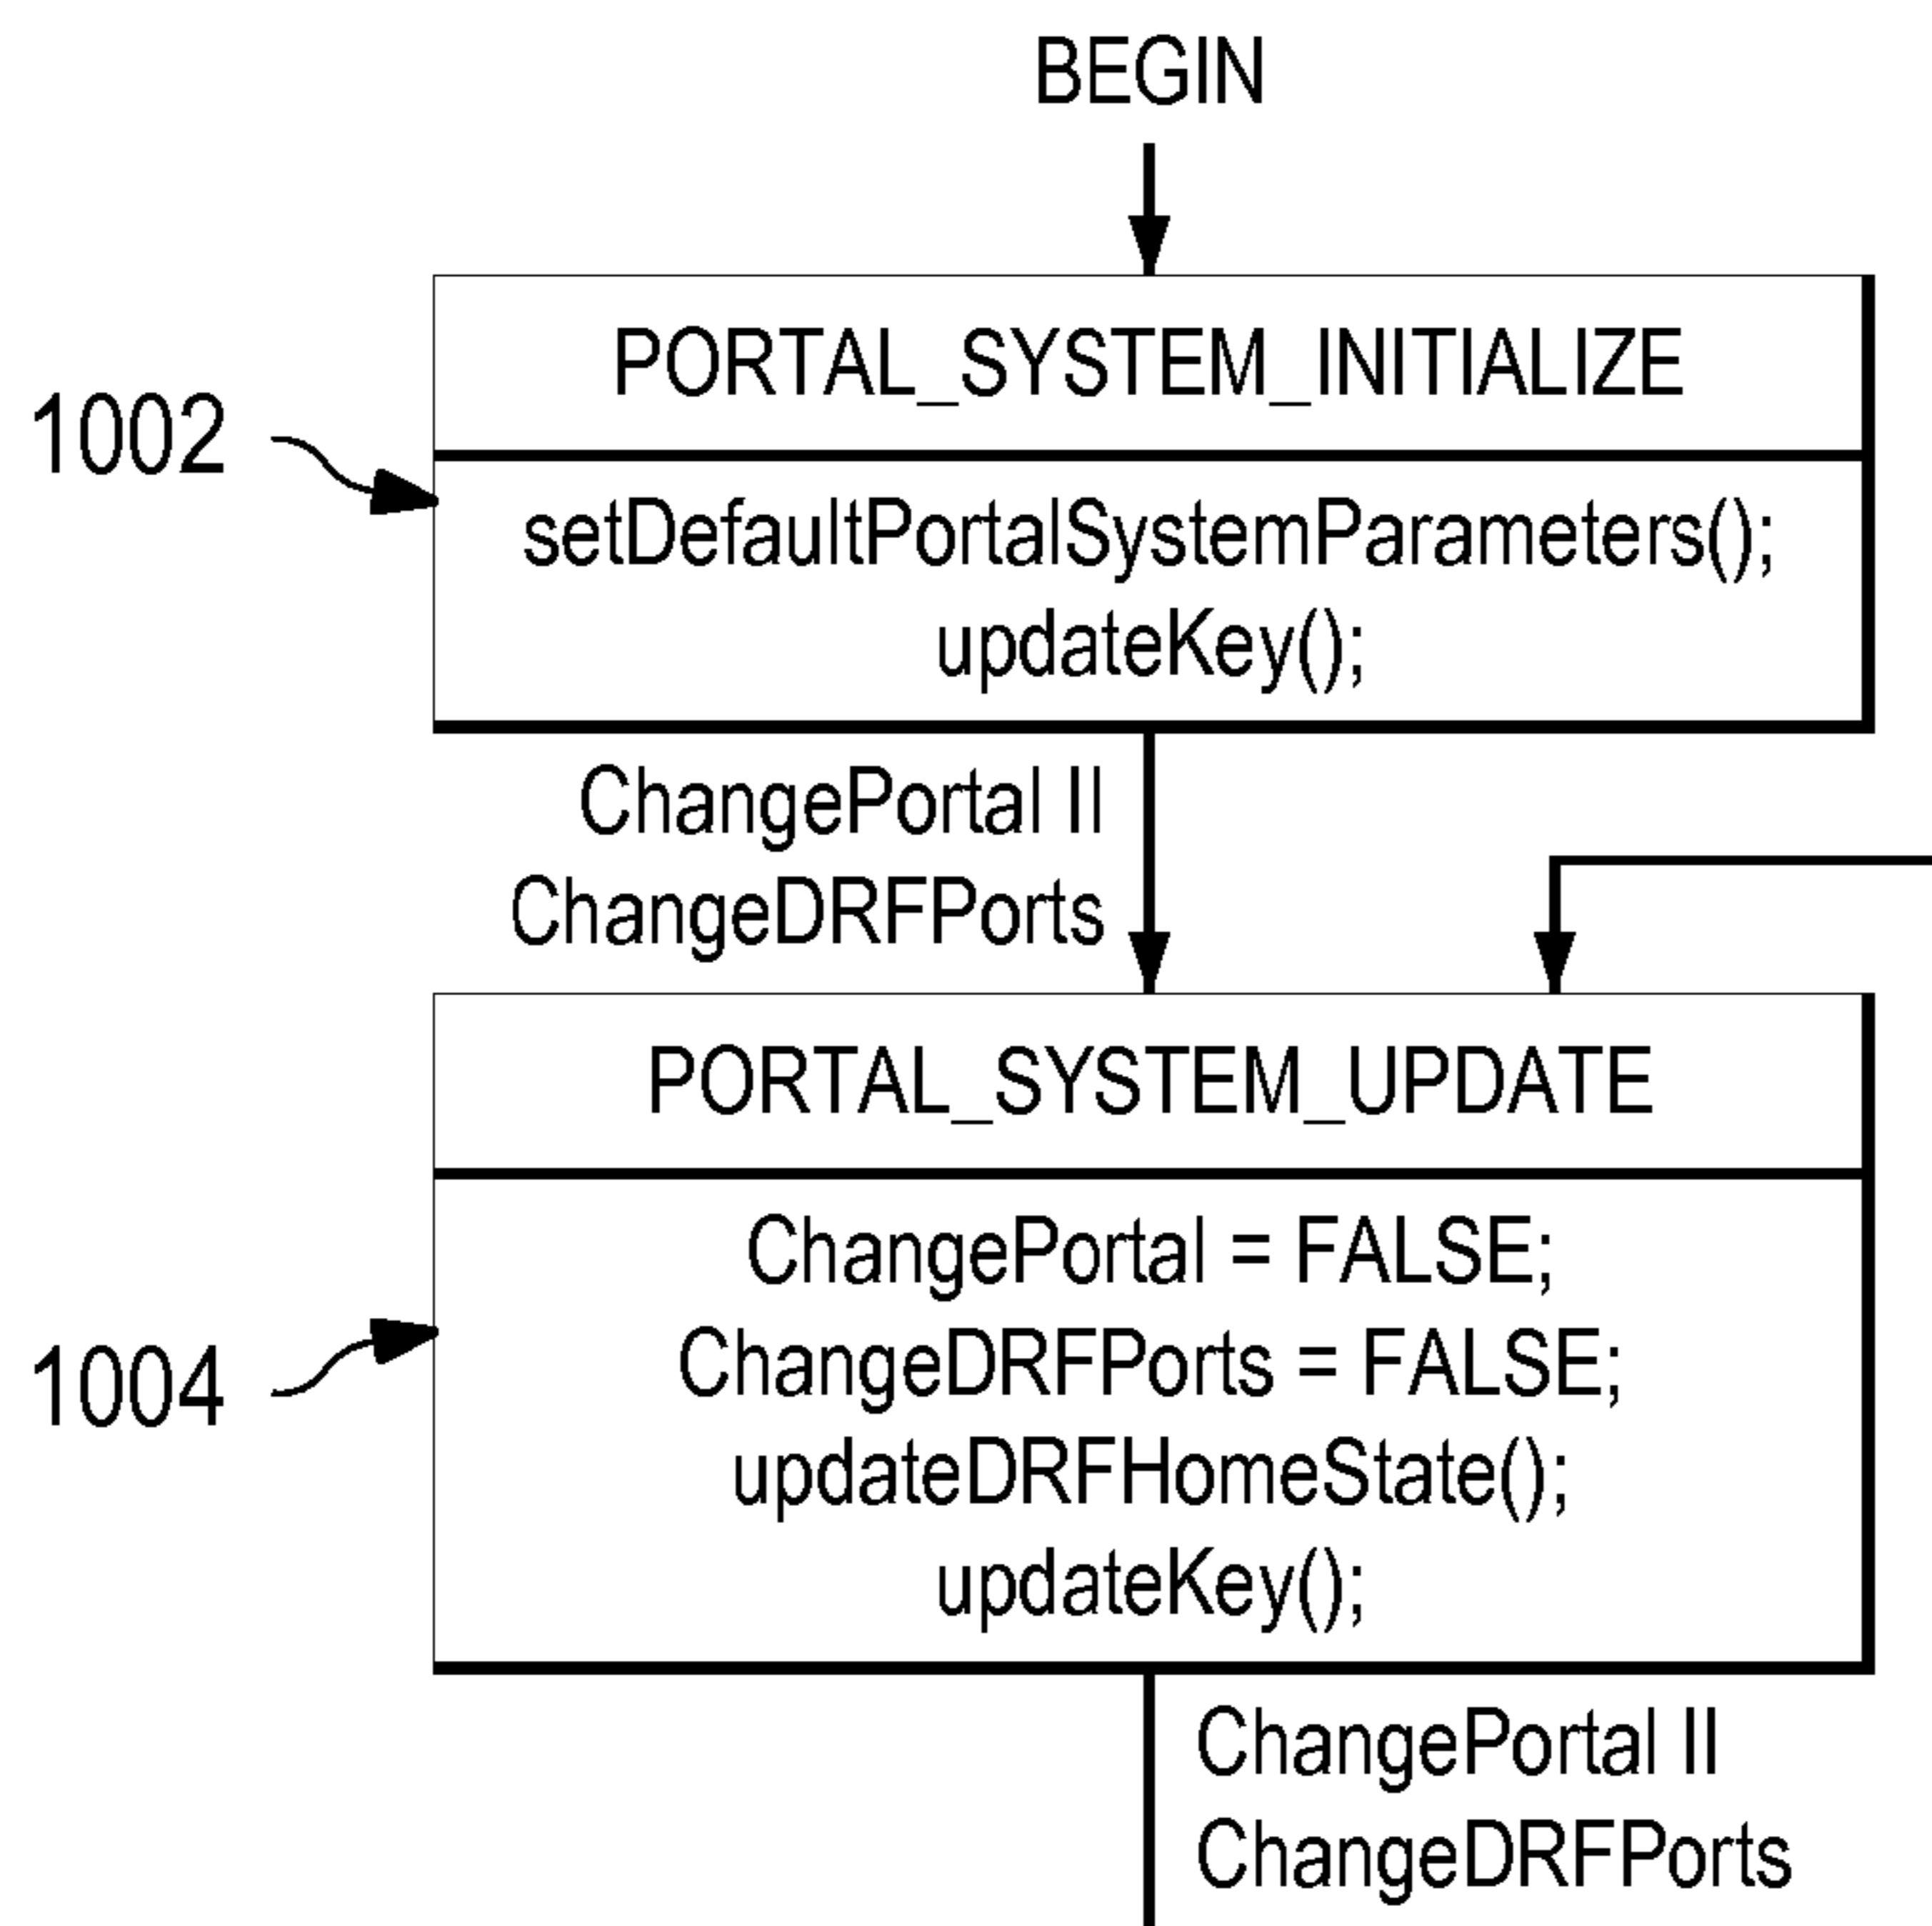 BEGIN
PORTAL_SYSTEM_INITIALIZE
1002
setDefaultPortalSystemParameters();
updateKey();
ChangePortal II
ChangeDRFPorts
PORTAL_SYSTEM_UPDATE
ChangePortal = FALSE;
ChangeDRFPorts = FALSE;
1004
updateDRFHomeState();
updateKey();
ChangePortal II
ChangeDRFPorts